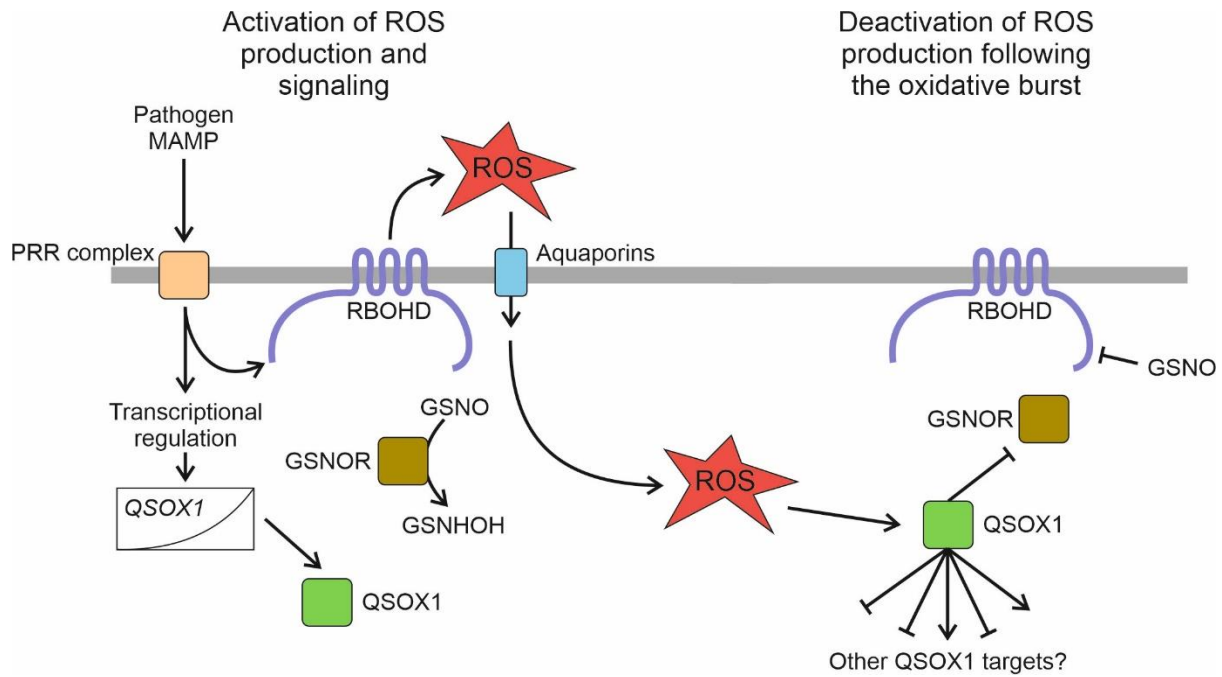 Activation of ROS
production and
signaling
Deactivation of ROS
production following
the oxidative burst
Pathogen
MAMP
ROS
PRR complex
Aquaporins
RBOHD
RBOHD
GSNO
Transcriptional
regulation
GSNO
GSNOR
GSNHOH
QSOX1
QSOX1
ROS
GSNOR
QSOX1
Other QSOX1 targets?